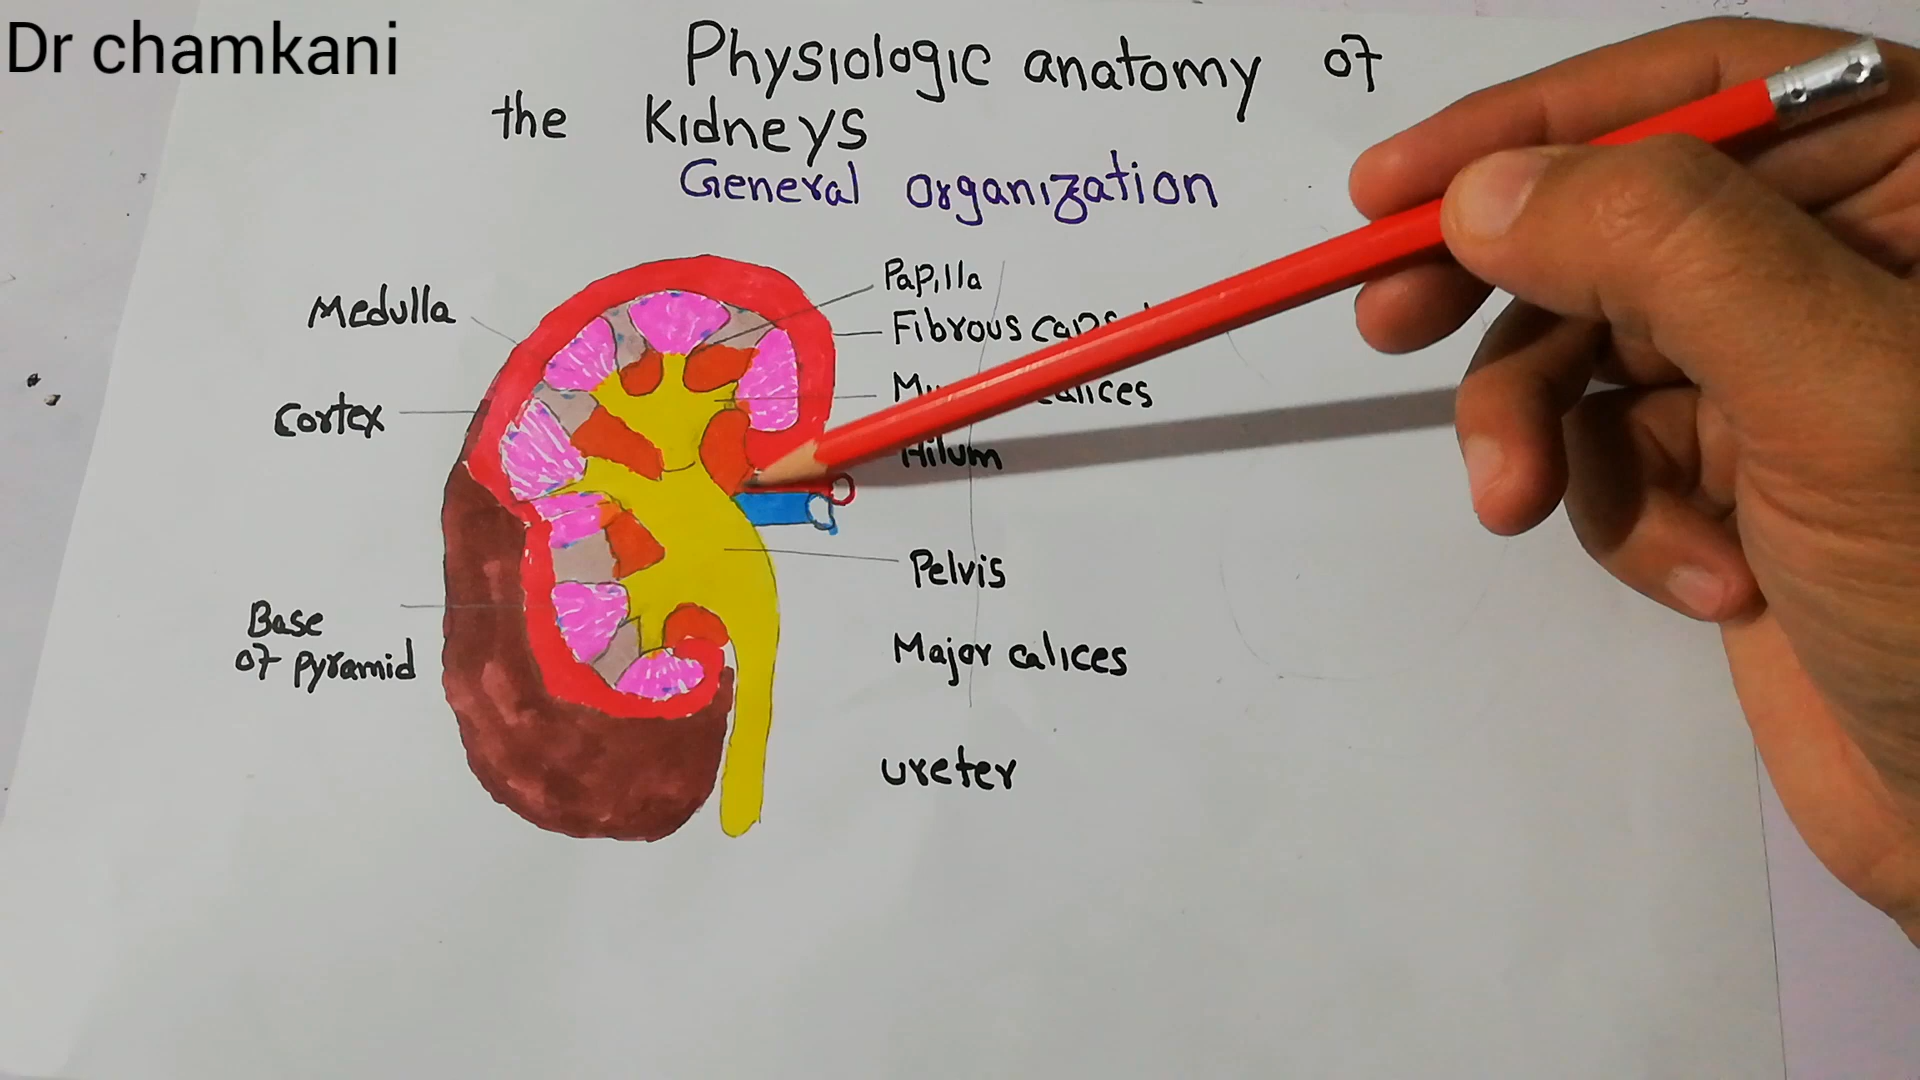 Dr chamkani
Physiologic anatomy of
the Kidneys
General organization
Papilla
Medulla
Fibrous
calices
Cortex
Hilum
Pelvis
Base
of pyramid
Major calices
ureter